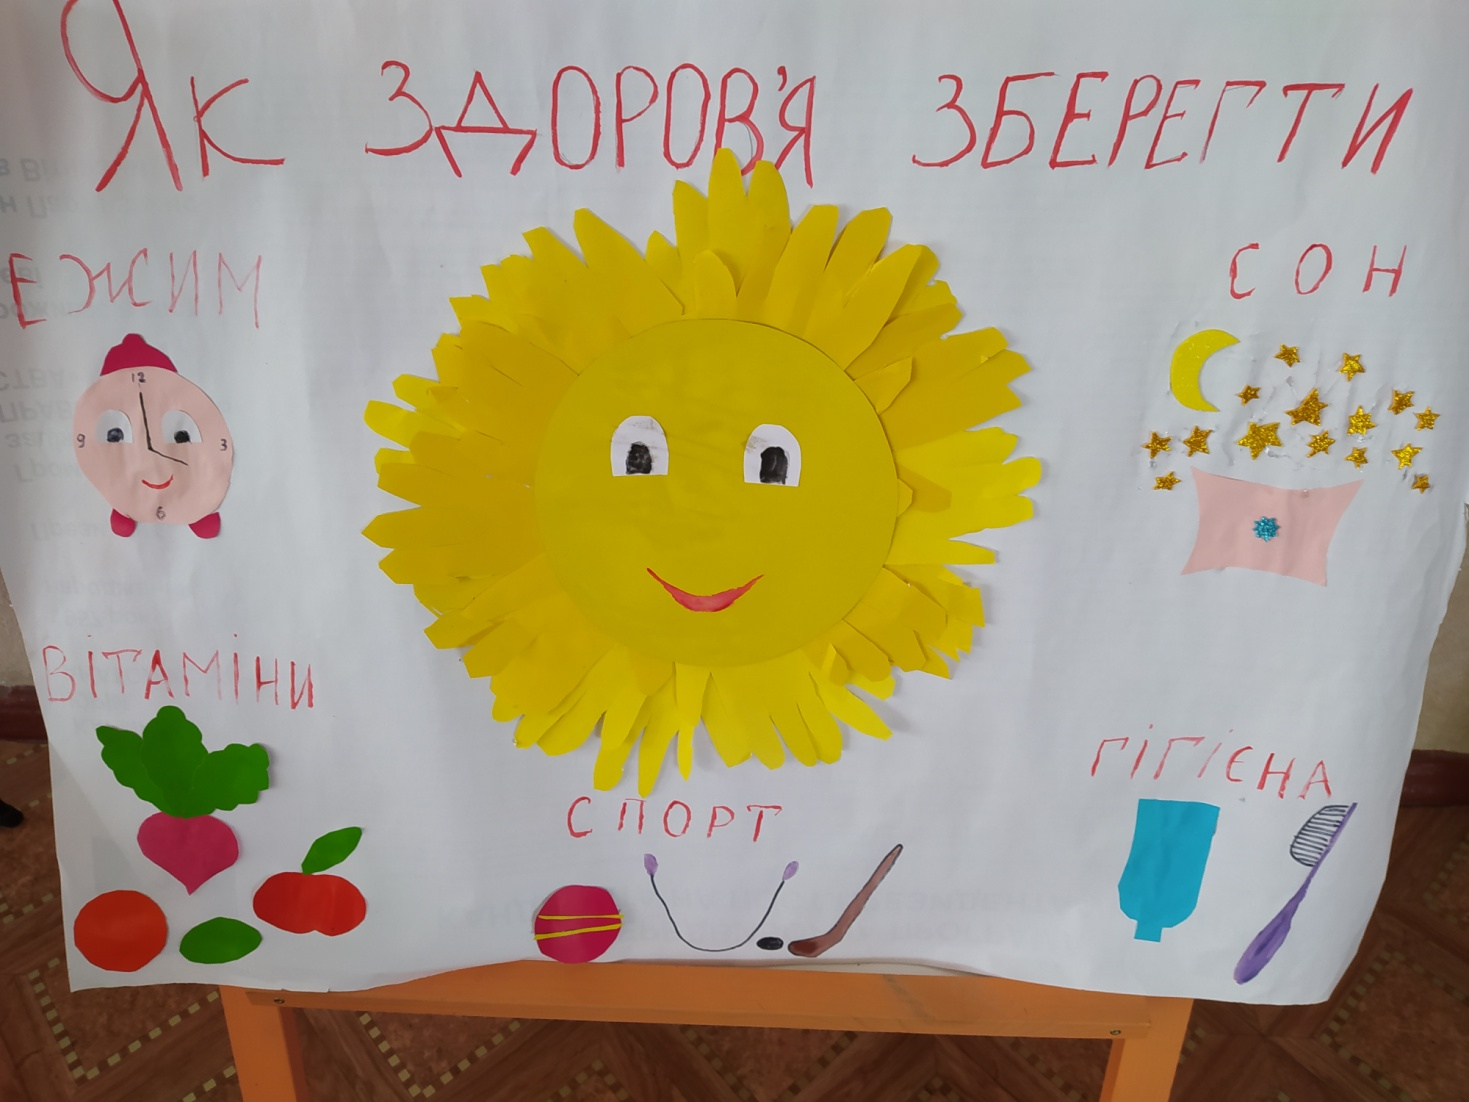 Як ЗДОРОВ'Я ЗБЕРЕГТИ
ЕЖИМ
СОН
12
9 3
6
ВІТАМІНИ
СПОРТ
ГІГІЄНА